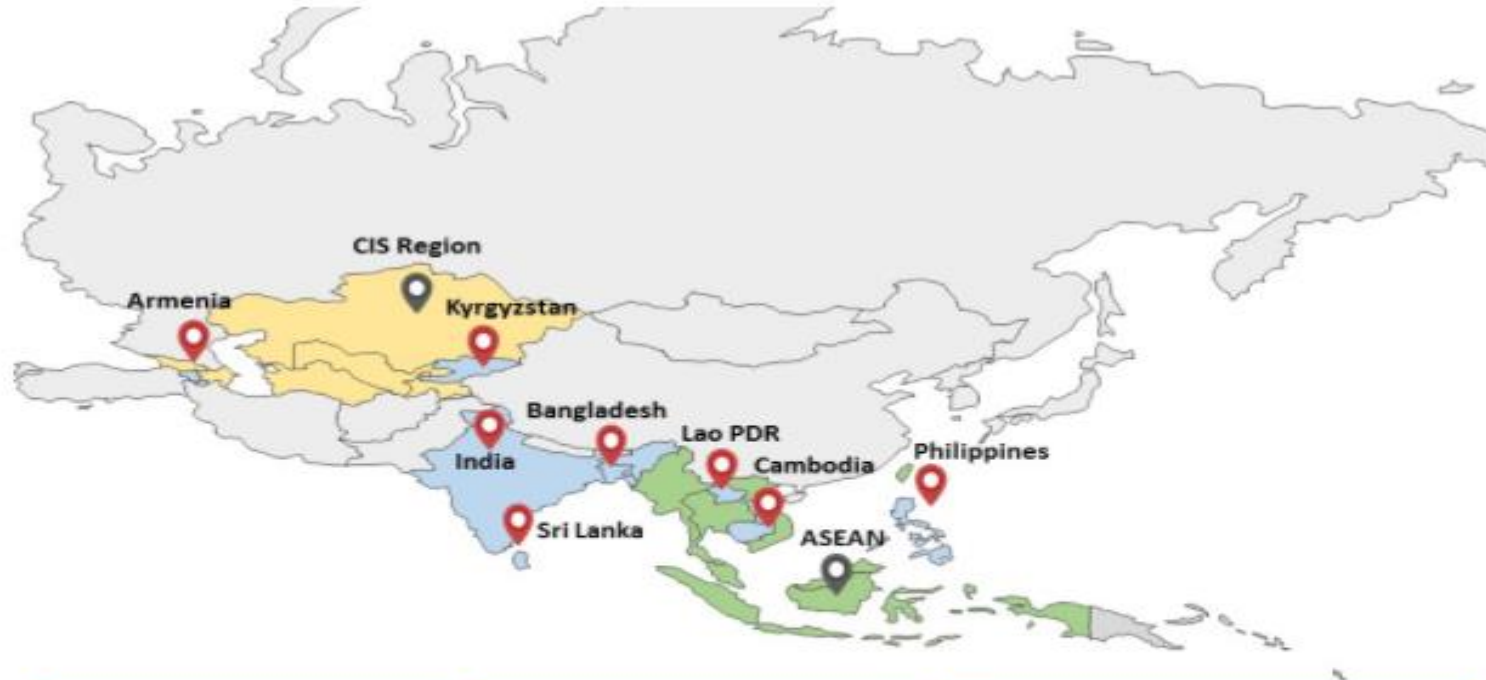 CIS Region
Armenia
Kyrgyzstan
Bangladesh
Lao PDR
Philippines
India
Cambodia
Sri Lanka
ASEAN